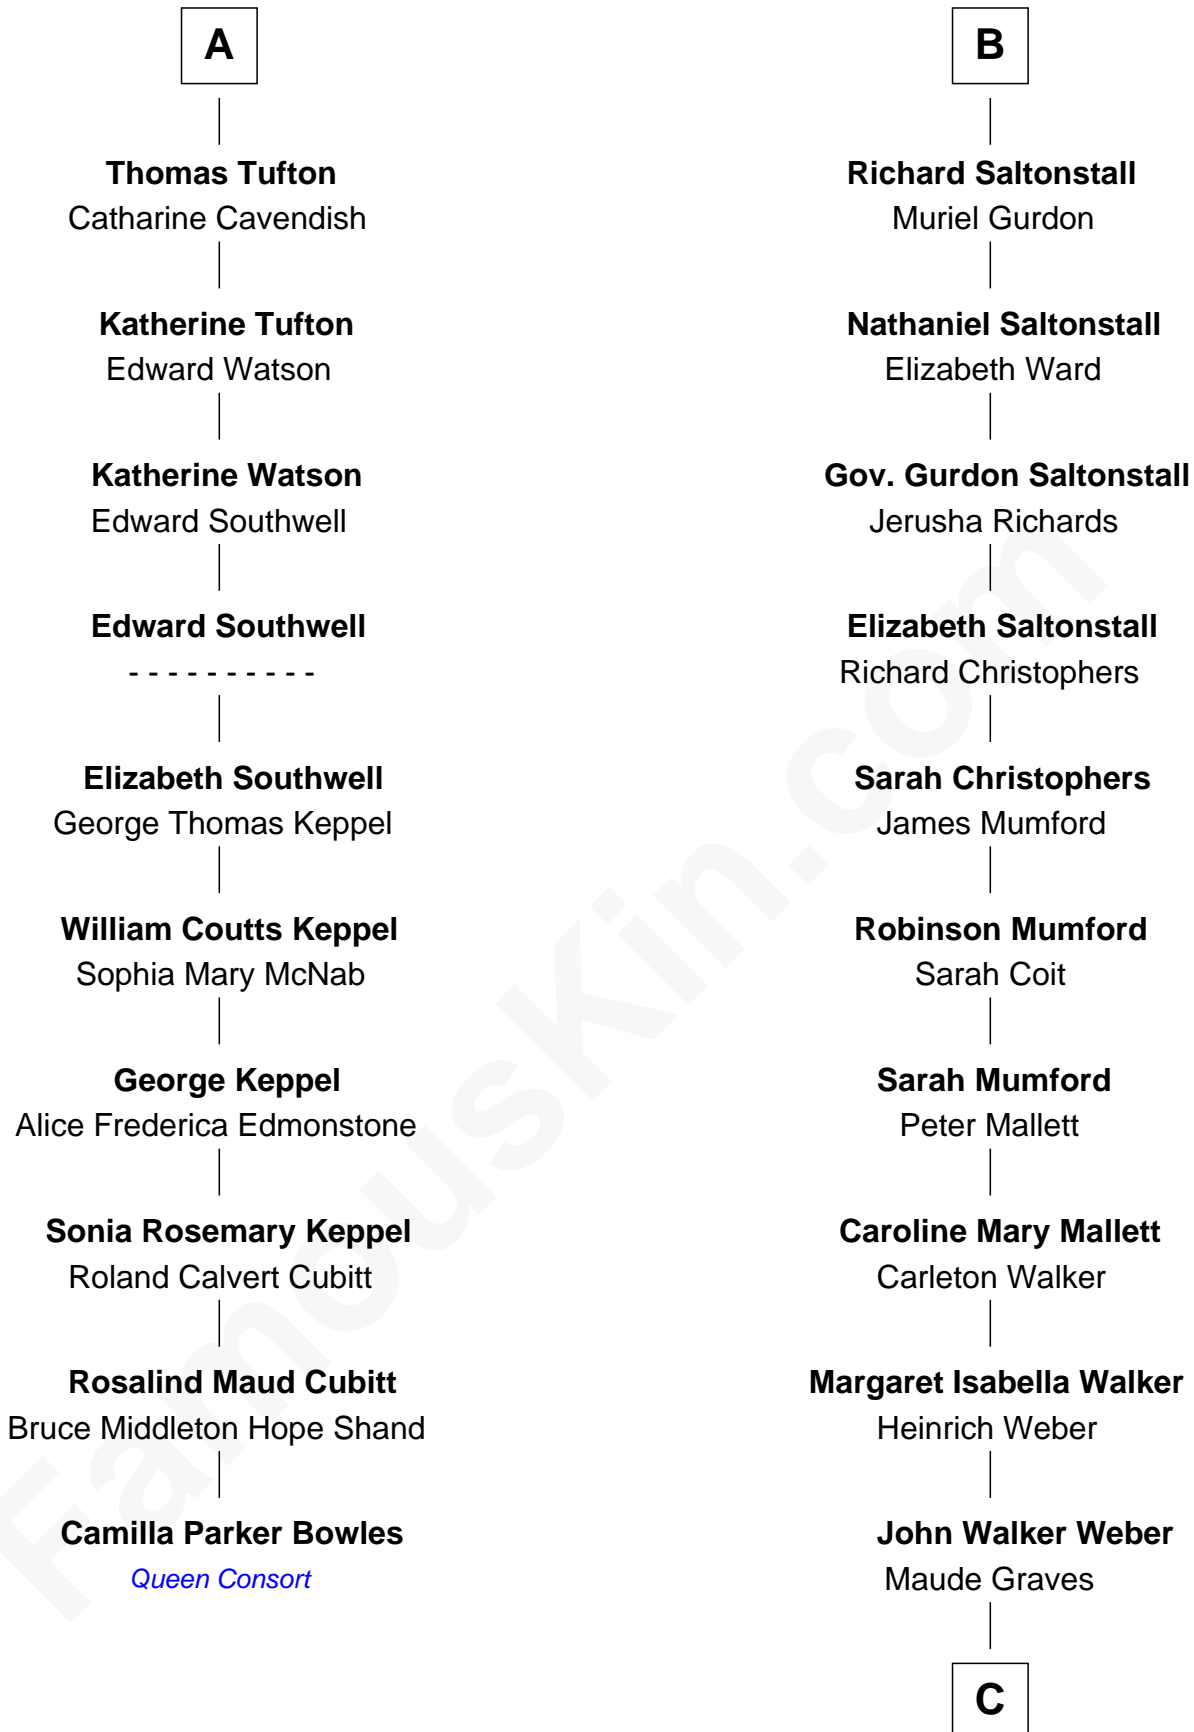 A
Thomas Tufton
Catharine Cavendish
Katherine Tufton
Edward Watson
Katherine Watson
Edward Southwell
Edward Southwell
- - - - - - - - - -
Elizabeth Southwell
George Thomas Keppel
William Coutts Keppel
Sophia Mary McNab
George Keppel
Alice Frederica Edmonstone
Sonia Rosemary Keppel
Roland Calvert Cubitt
Rosalind Maud Cubitt
Bruce Middleton Hope Shand
Camilla Parker Bowles
Queen Consort
B
Richard Saltonstall
Muriel Gurdon
Nathaniel Saltonstall
Elizabeth Ward
Gov. Gurdon Saltonstall
Jerusha Richards
Elizabeth Saltonstall
Richard Christophers
Sarah Christophers
James Mumford
Robinson Mumford
Sarah Coit
Sarah Mumford
Peter Mallett
Caroline Mary Mallett
Carleton Walker
Margaret Isabella Walker
Heinrich Weber
John Walker Weber
Maude Graves
C
FamousKin.com